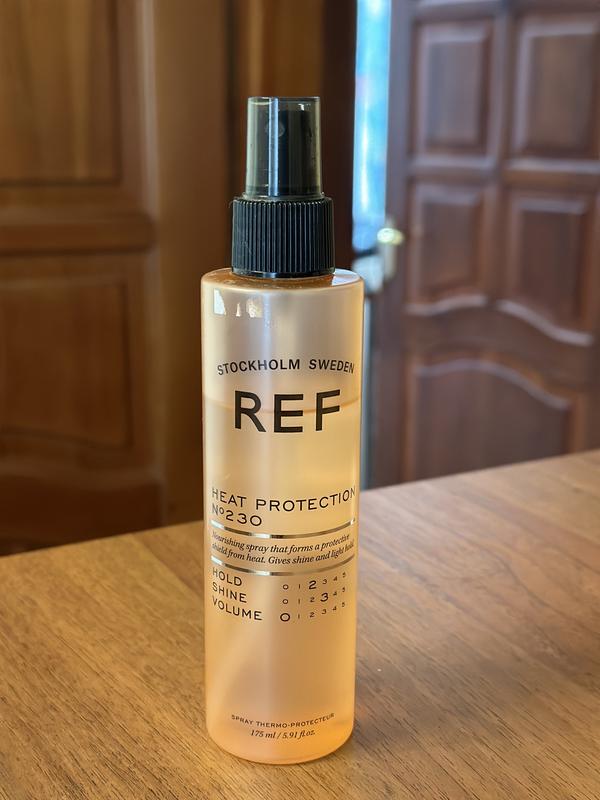 STOCKHOLM SWEDEN
REF
HEAT PROTECTION
Nº230
Nourishing spray that forms a protective
shield from heat. Gives shine and light hold.
HOLD 0 1 2 3 4 5
SHINE 0 1 2 3 4 5
VOLUME 0 1 2 3 4 5
SPRAY THERMO-PROTECTEUR
175 ml / 5.91 fl.oz.